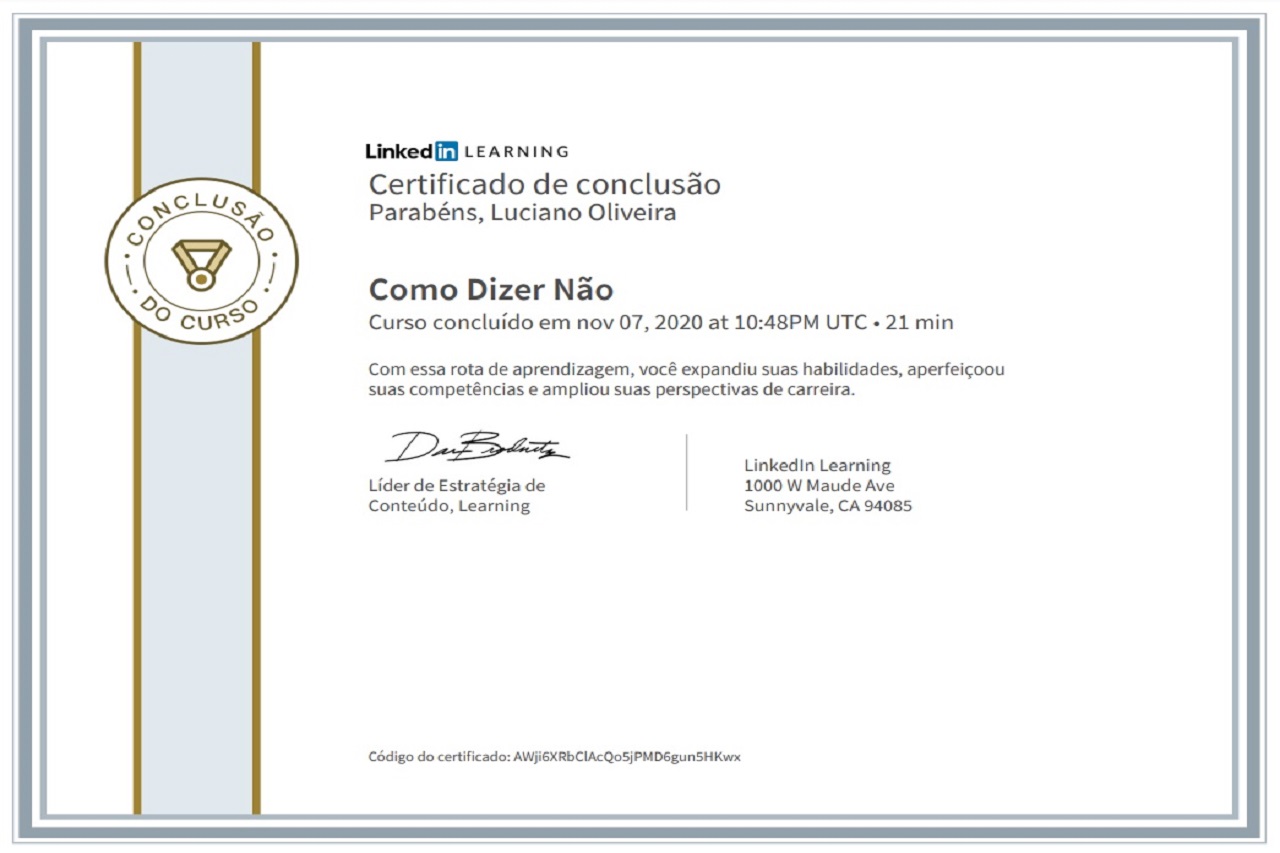 CONCLUSÃO
DO CURSO
Linked in LEARNING
Certificado de conclusão
Parabéns, Luciano Oliveira
Como Dizer Não
Curso concluído em nov 07, 2020 at 10:48PM UTC • 21 min
Com essa rota de aprendizagem, você expandiu suas habilidades, aperfeiçoou
suas competências e ampliou suas perspectivas de carreira.
Líder de Estratégia de
Conteúdo, Learning
LinkedIn Learning
1000 W Maude Ave
Sunnyvale, CA 94085
Código do certificado: AWji6XRbClAcQo5jPMD6gun5HKwx